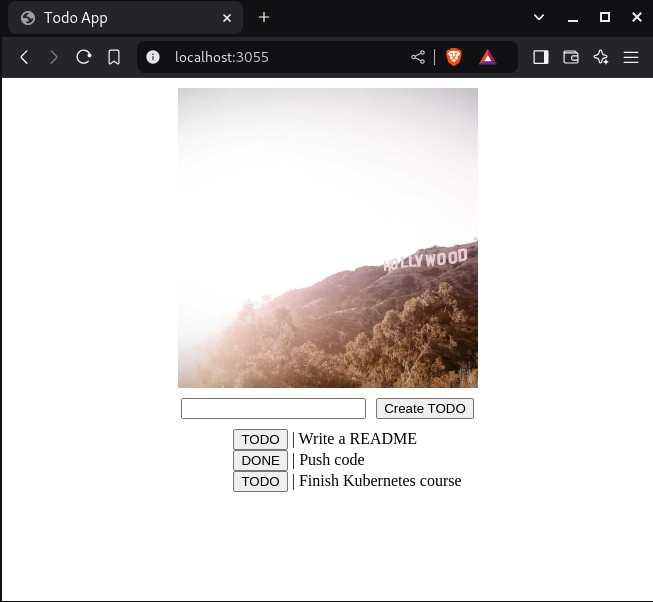 Todo App
localhost:3055
HOLLYWOOD
Create TODO
TODO | Write a README
DONE | Push code
TODO | Finish Kubernetes course